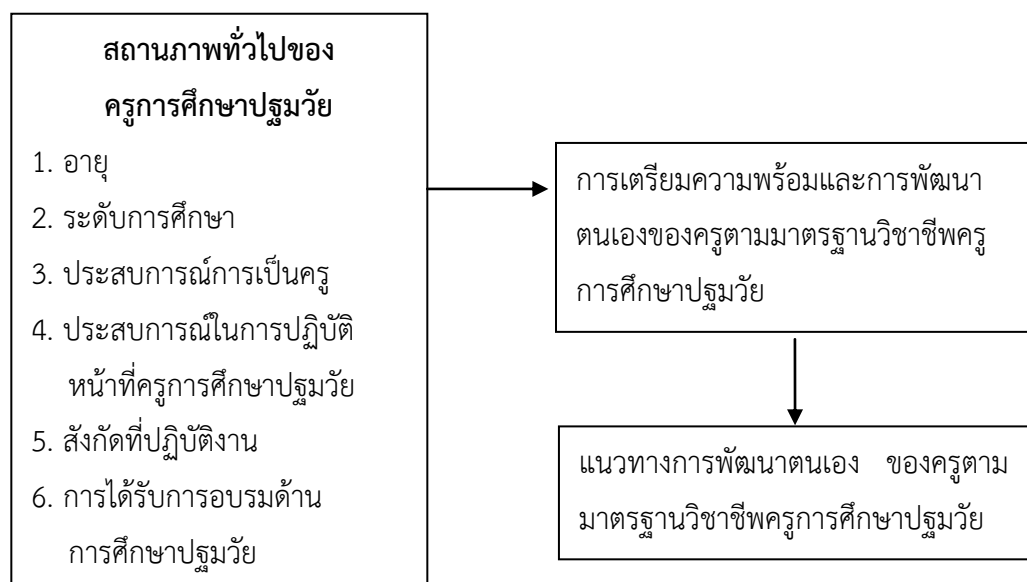 สถานภาพทั่วไปของ
ครูการศึกษาปฐมวัย
1. อายุ
2. ระดับการศึกษา
3. ประสบการณ์การเป็นครู
4. ประสบการณ์ในการปฏิบัติ
หน้าที่ครูการศึกษาปฐมวัย
5. สังกัดที่ปฏิบัติงาน
6. การได้รับการอบรมด้าน
การศึกษาปฐมวัย
การเตรียมความพร้อมและการพัฒนา
ตนเองของครูตามมาตรฐานวิชาชีพครู
การศึกษาปฐมวัย
แนวทางการพัฒนาตนเอง ของครูตาม
มาตรฐานวิชาชีพครูการศึกษาปฐมวัย